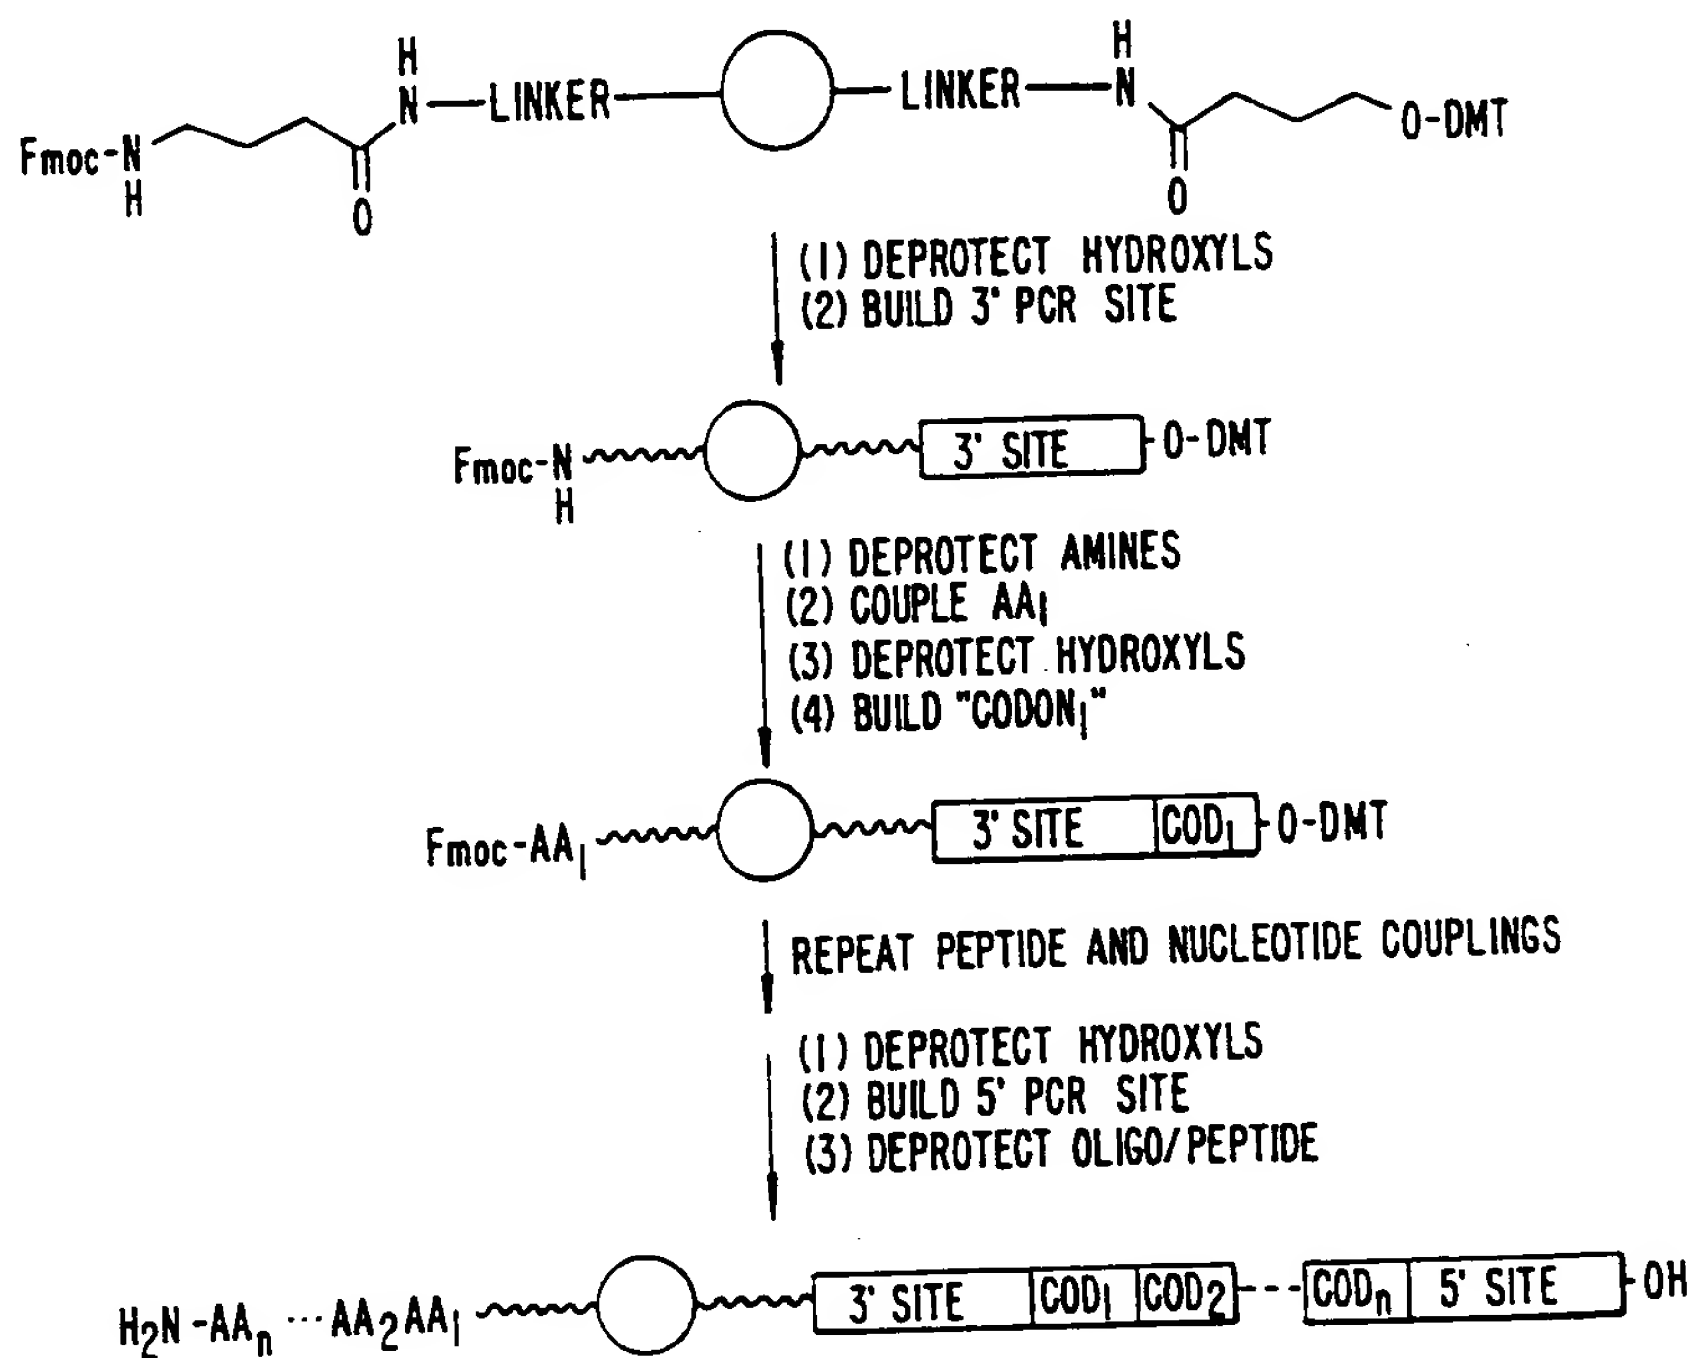 H H
N—LINKER LINKER—N
Fmoc-N O-DMT
H O O
(1) DEPROTECT HYDROXYLS
(2) BUILD 3' PCR SITE
Fmoc-N 3' SITE O-DMT
H
(1) DEPROTECT AMINES
(2) COUPLE AA₁
(3) DEPROTECT HYDROXYLS
(4) BUILD "CODON₁"
Fmoc-AA₁ 3' SITE COD₁ O-DMT
REPEAT PEPTIDE AND NUCLEOTIDE COUPLINGS
(1) DEPROTECT HYDROXYLS
(2) BUILD 5' PCR SITE
(3) DEPROTECT OLIGO/PEPTIDE
H₂N-AAₙ ··· AA₂AA₁ 3' SITE COD₁ COD₂ --- CODₙ 5' SITE OH